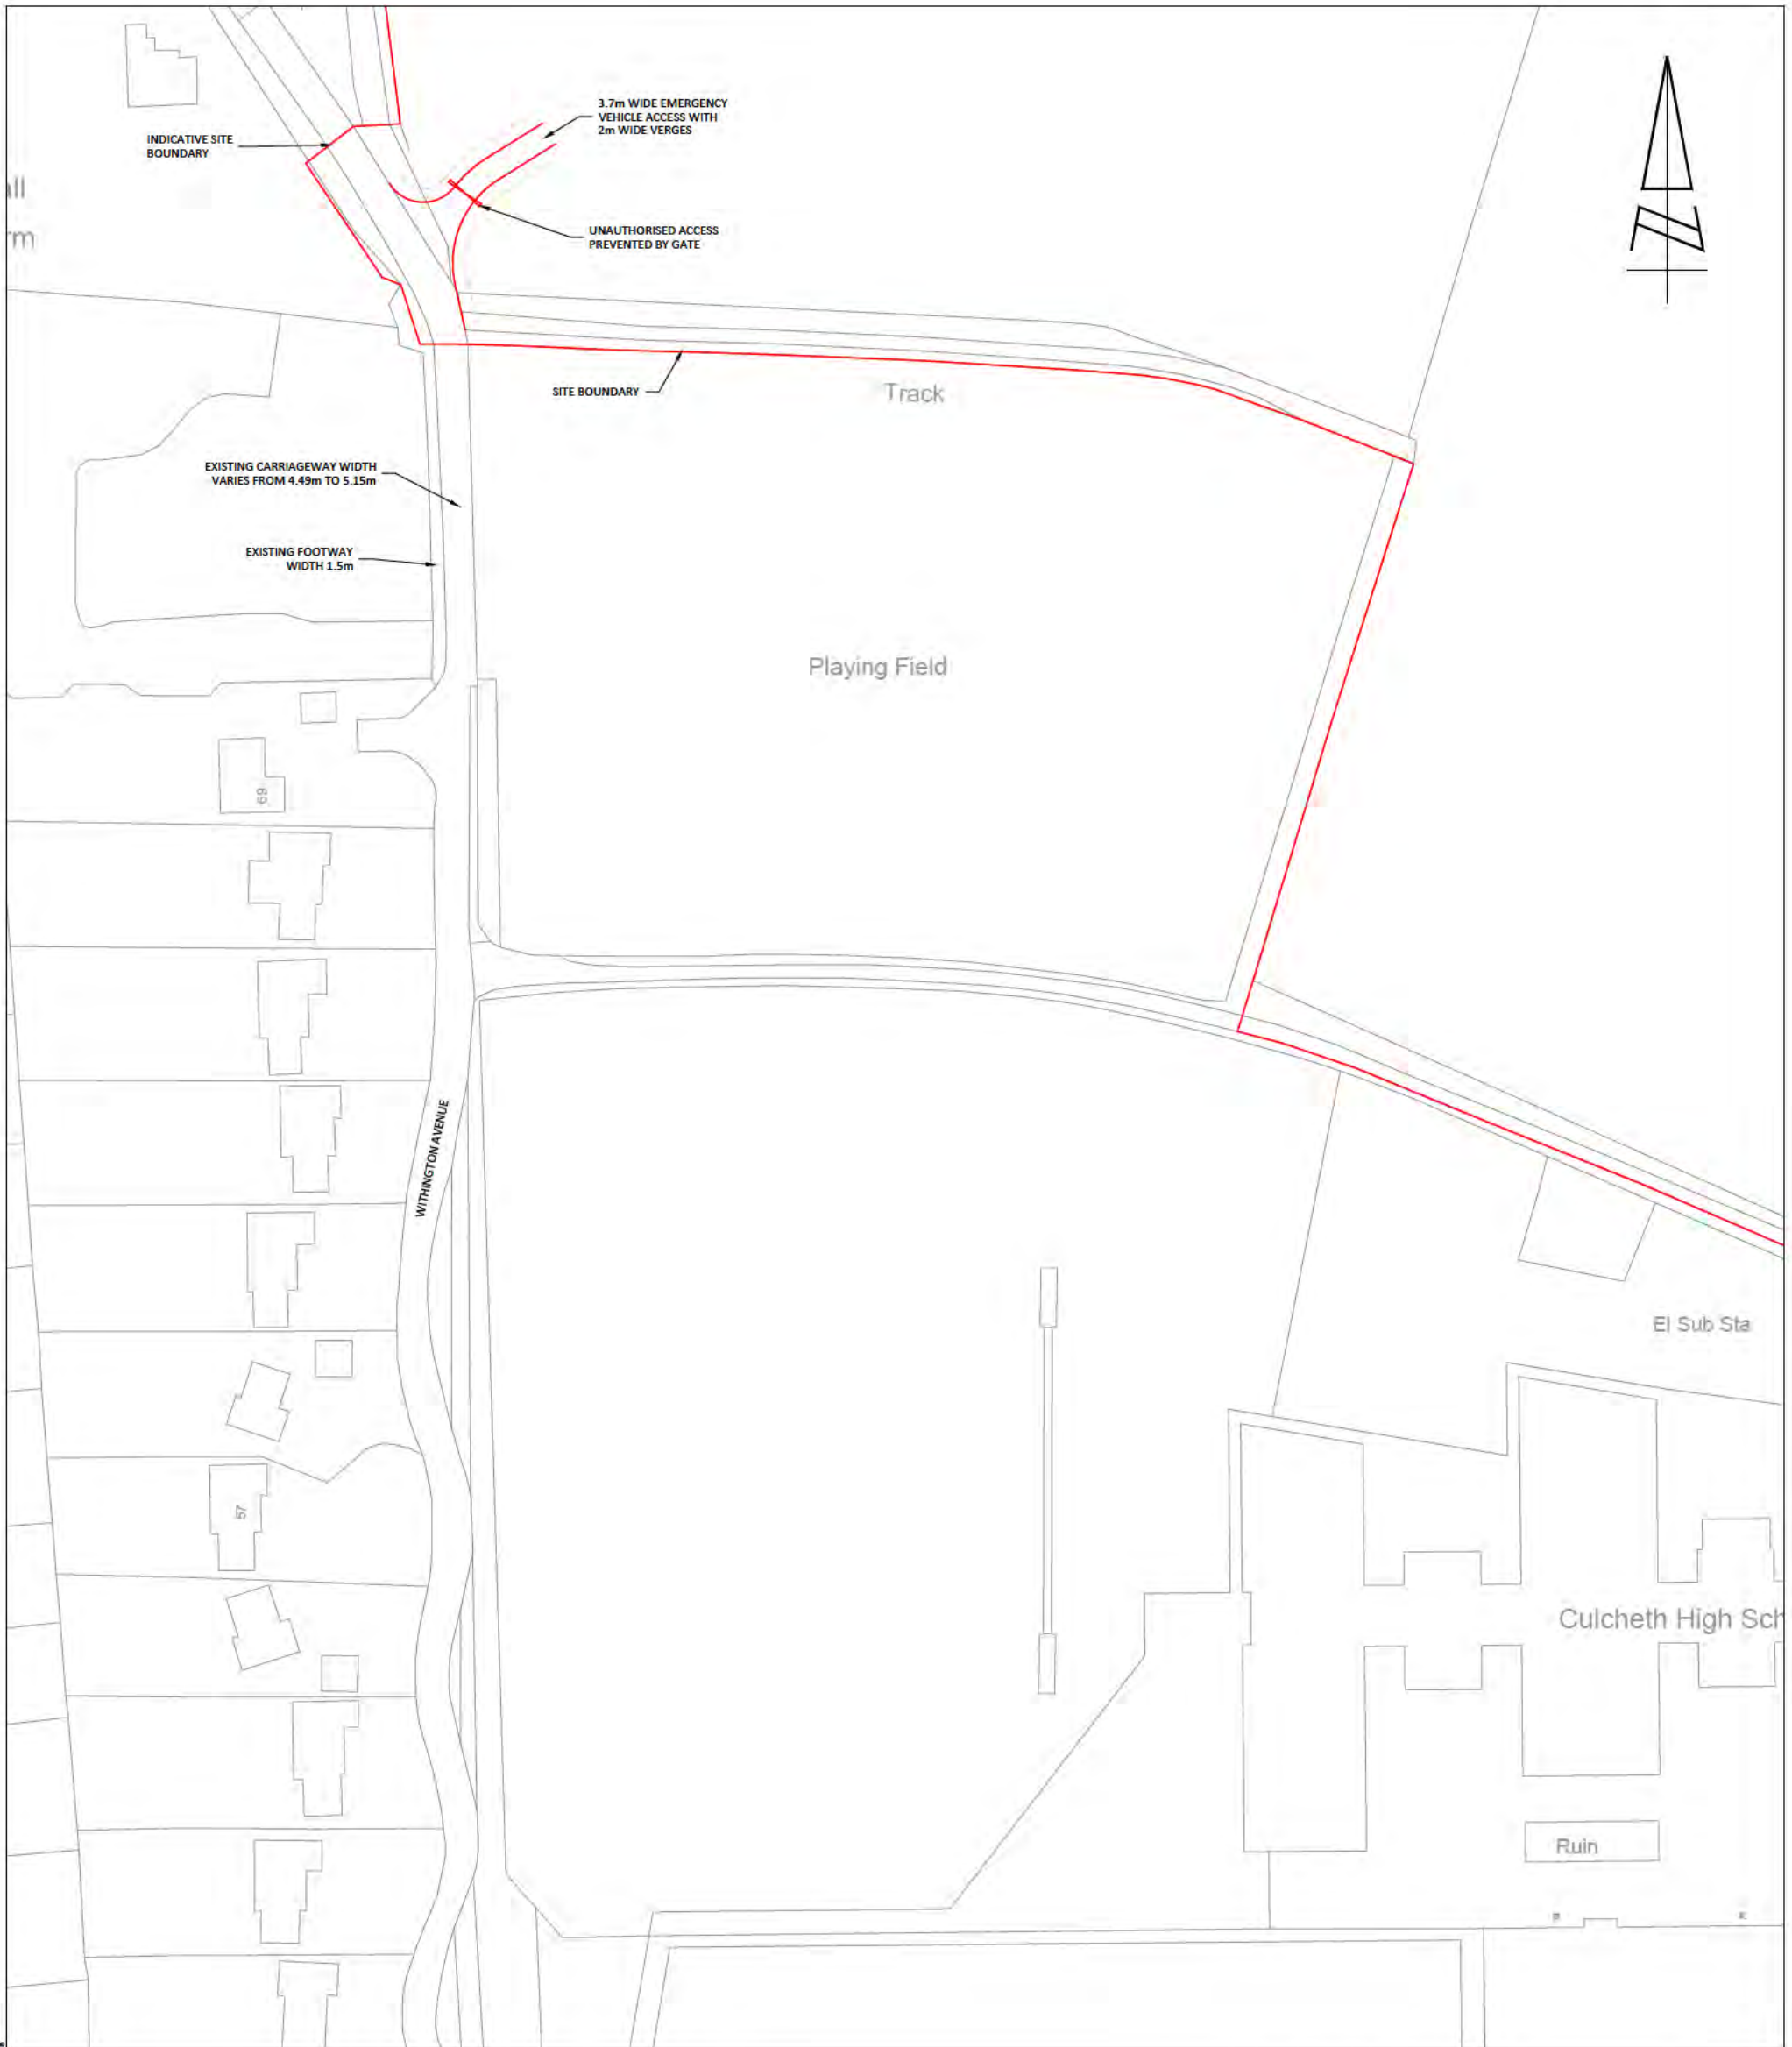 3.7m WIDE EMERGENCY
VEHICLE ACCESS WITH
2m WIDE VERGES
INDICATIVE SITE
BOUNDARY
all
rm
UNAUTHORISED ACCESS
PREVENTED BY GATE
N
SITE BOUNDARY
Track
EXISTING CARRIAGEWAY WIDTH
VARIES FROM 4.49m TO 5.15m
EXISTING FOOTWAY
WIDTH 1.5m
Playing Field
69
WITHINGTON AVENUE
El Sub Sta
57
Culcheth High Sch
Ruin